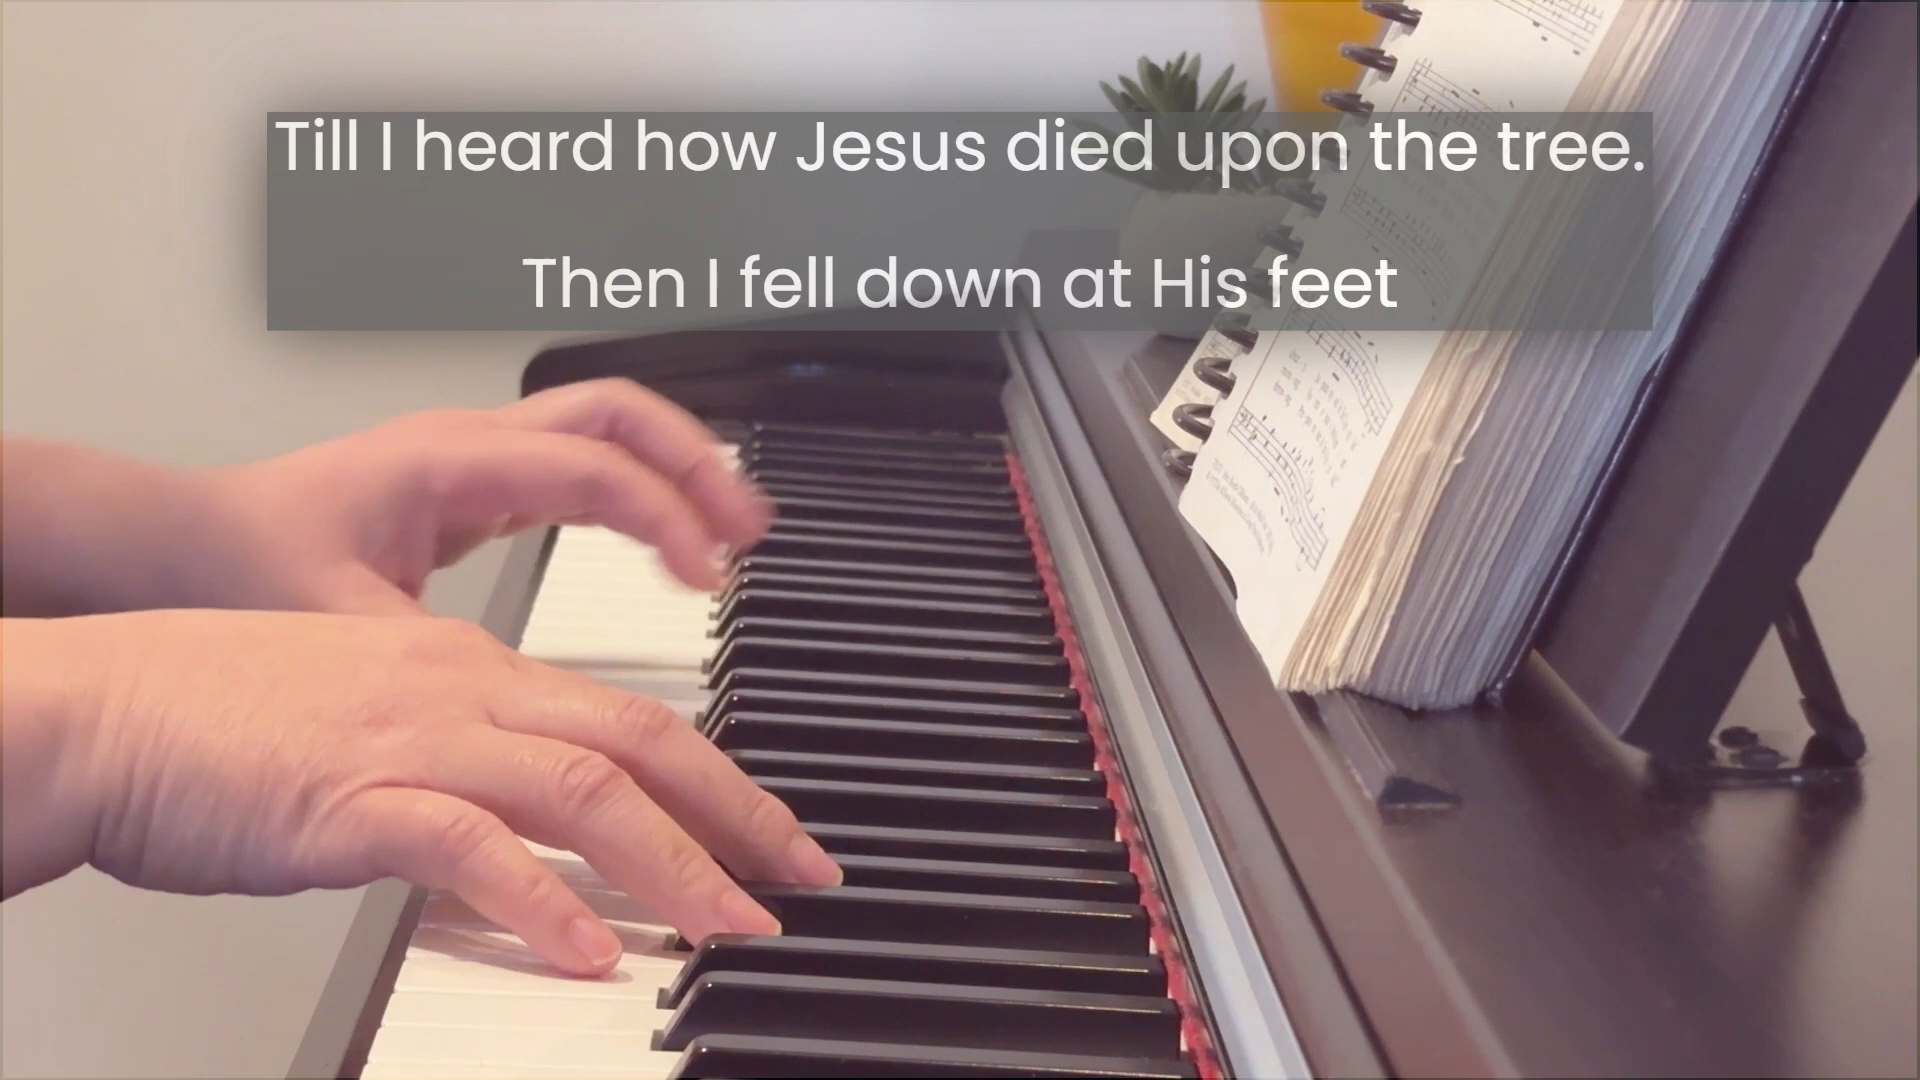 Till I heard how Jesus died upon the tree.
Then I fell down at His feet